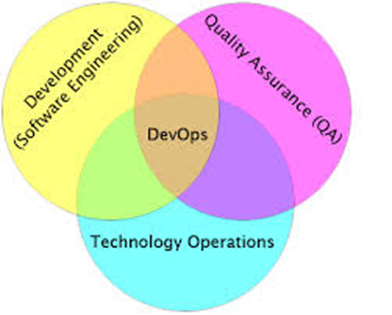 Development
(Software Engineering)
Quality Assurance (QA)
DevOps
Technology Operations